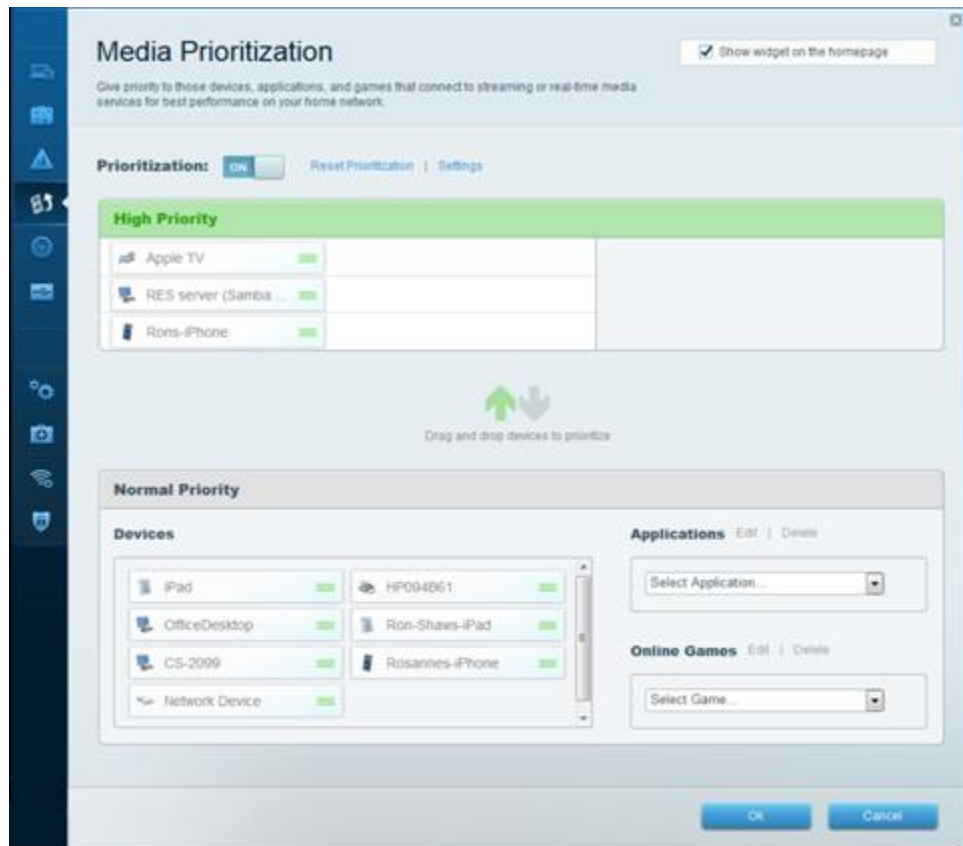 Media Prioritization
Show widget on the homepage
Give priority to those devices, applications, and games that connect to streaming or real-time media
services for best performance on your home network.
Prioritization: ON Reset Prioritization | Settings
High Priority
Apple TV
RES server (Samba ...
Rons-iPhone
Drag and drop devices to prioritize
Normal Priority
Devices
Applications Edit | Delete
iPad
HP094B61
Select Application...
OfficeDesktop
Ron-Shaws-iPad
CS-2099
Rosannes-iPhone
Online Games Edit | Delete
Network Device
Select Game...
Ok
Cancel